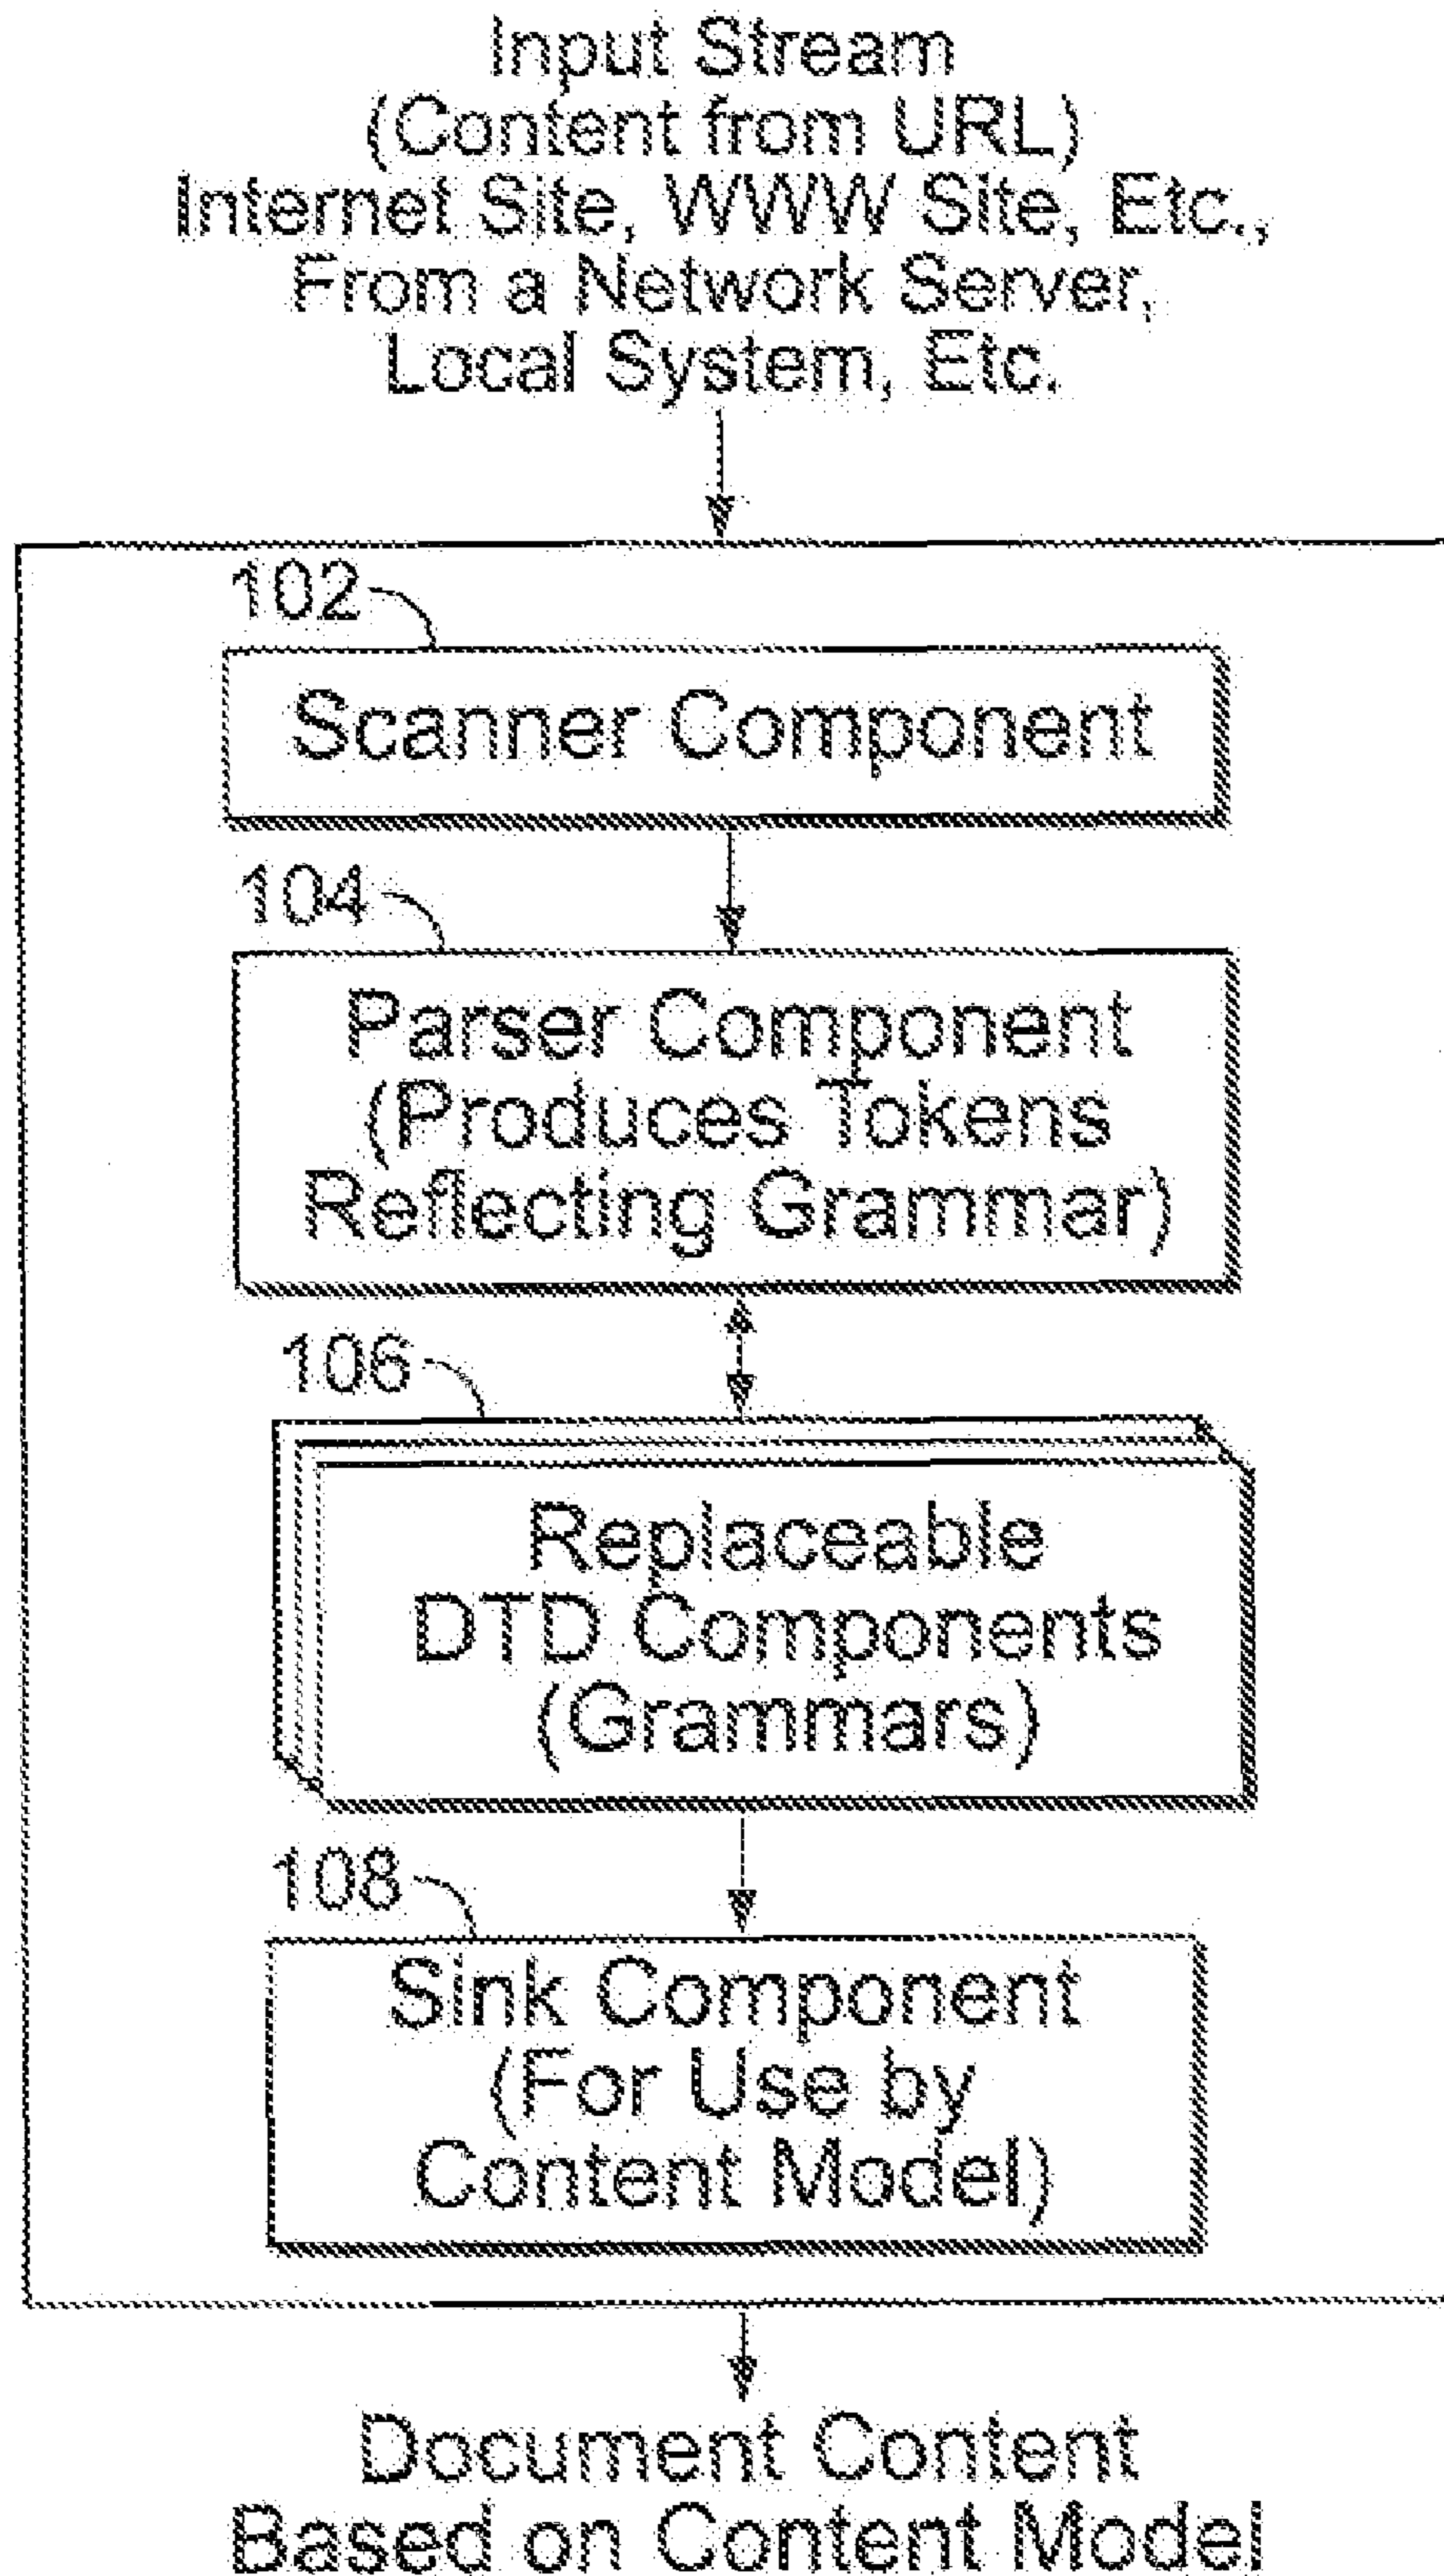 Input Stream
(Content from URL)
Internet Site, WWW Site, Etc.,
From a Network Server,
Local System, Etc.
102
Scanner Component
104
Parser Component
(Produces Tokens
Reflecting Grammar)
106
Replaceable
DTD Components
(Grammars)
108
Sink Component
(For Use by
Content Model)
Document Content
Based on Content Model